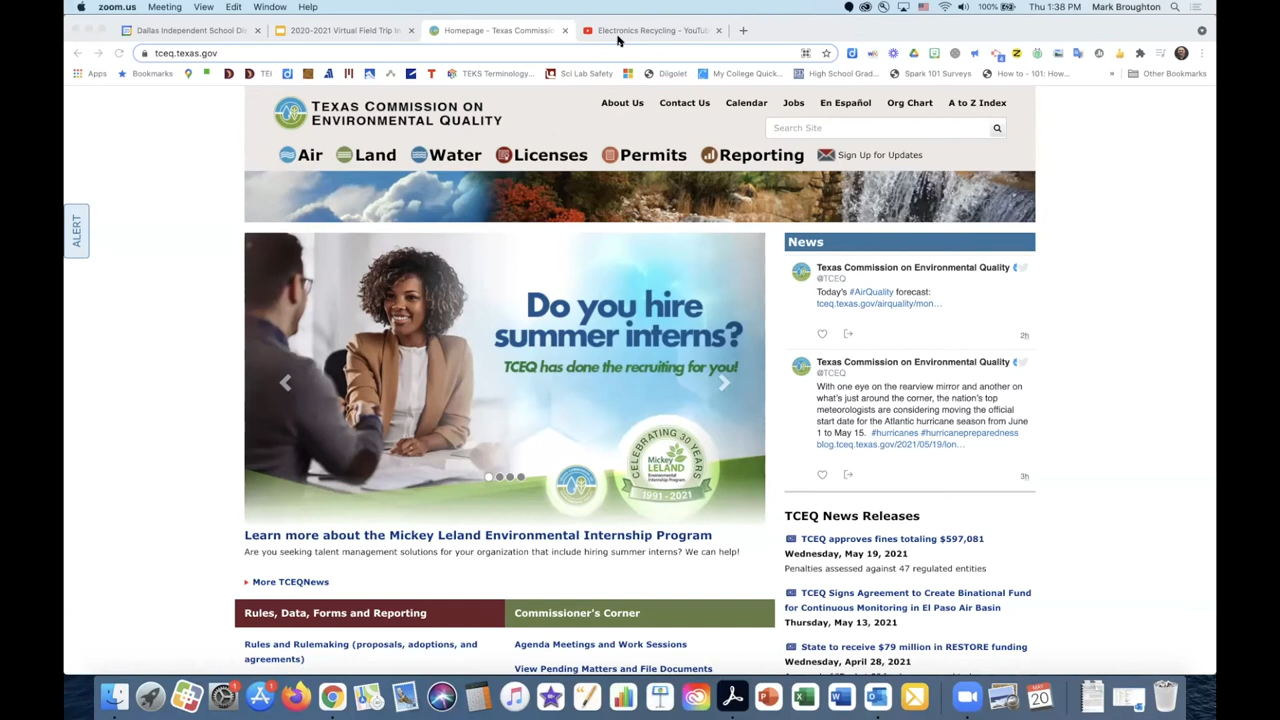 zoom.us Meeting View Edit Window Help 100% Thu 1:38 PM Mark Broughton
Dallas Independent School Dis 2020-2021 Virtual Field Trip In Homepage - Texas Commissio Electronics Recycling - YouTub
tceq.texas.gov
Apps Bookmarks TEI TEKS Terminology... Sci Lab Safety Diigolet My College Quick... High School Grad... Spark 101 Surveys How to - 101: How... Other Bookmarks
TEXAS COMMISSION ON
ENVIRONMENTAL QUALITY
About Us Contact Us Calendar Jobs En Español Org Chart A to Z Index
Search Site
Air Land Water Licenses Permits Reporting Sign Up for Updates
ALERT
Do you hire
summer interns?
TCEQ has done the recruiting for you!
CELEBRATING 30 YEARS
Mickey
LELAND
Environmental
Internship Program
1991-2021
Learn more about the Mickey Leland Environmental Internship Program
Are you seeking talent management solutions for your organization that include hiring summer interns? We can help!
More TCEQNews
Rules, Data, Forms and Reporting
Rules and Rulemaking (proposals, adoptions, and
agreements)
Commissioner's Corner
Agenda Meetings and Work Sessions
View Pending Matters and File Documents
News
Texas Commission on Environmental Quality
@TCEQ
Today's #AirQuality forecast:
tceq.texas.gov/airquality/mon...
2h
Texas Commission on Environmental Quality
@TCEQ
With one eye on the rearview mirror and another on
what's just around the corner, the nation's top
meteorologists are considering moving the official
start date for the Atlantic hurricane season from June
1 to May 15. #hurricanes #hurricanepreparedness
blog.tceq.texas.gov/2021/05/19/lon...
3h
TCEQ News Releases
TCEQ approves fines totaling $597,081
Wednesday, May 19, 2021
Penalties assessed against 47 regulated entities
TCEQ Signs Agreement to Create Binational Fund
for Continuous Monitoring in El Paso Air Basin
Thursday, May 13, 2021
State to receive $79 million in RESTORE funding
Wednesday, April 28, 2021
MAY
20